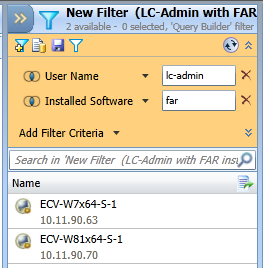 New Filter  (LC-Admin with FAR
2 available - 0 selected, 'Query Builder' filter
User Name lc-admin
Installed Software far
Add Filter Criteria
Search in 'New Filter  (LC-Admin with FAR ins
Name
ECV-W7x64-S-1
10.11.90.63
ECV-W81x64-S-1
10.11.90.70